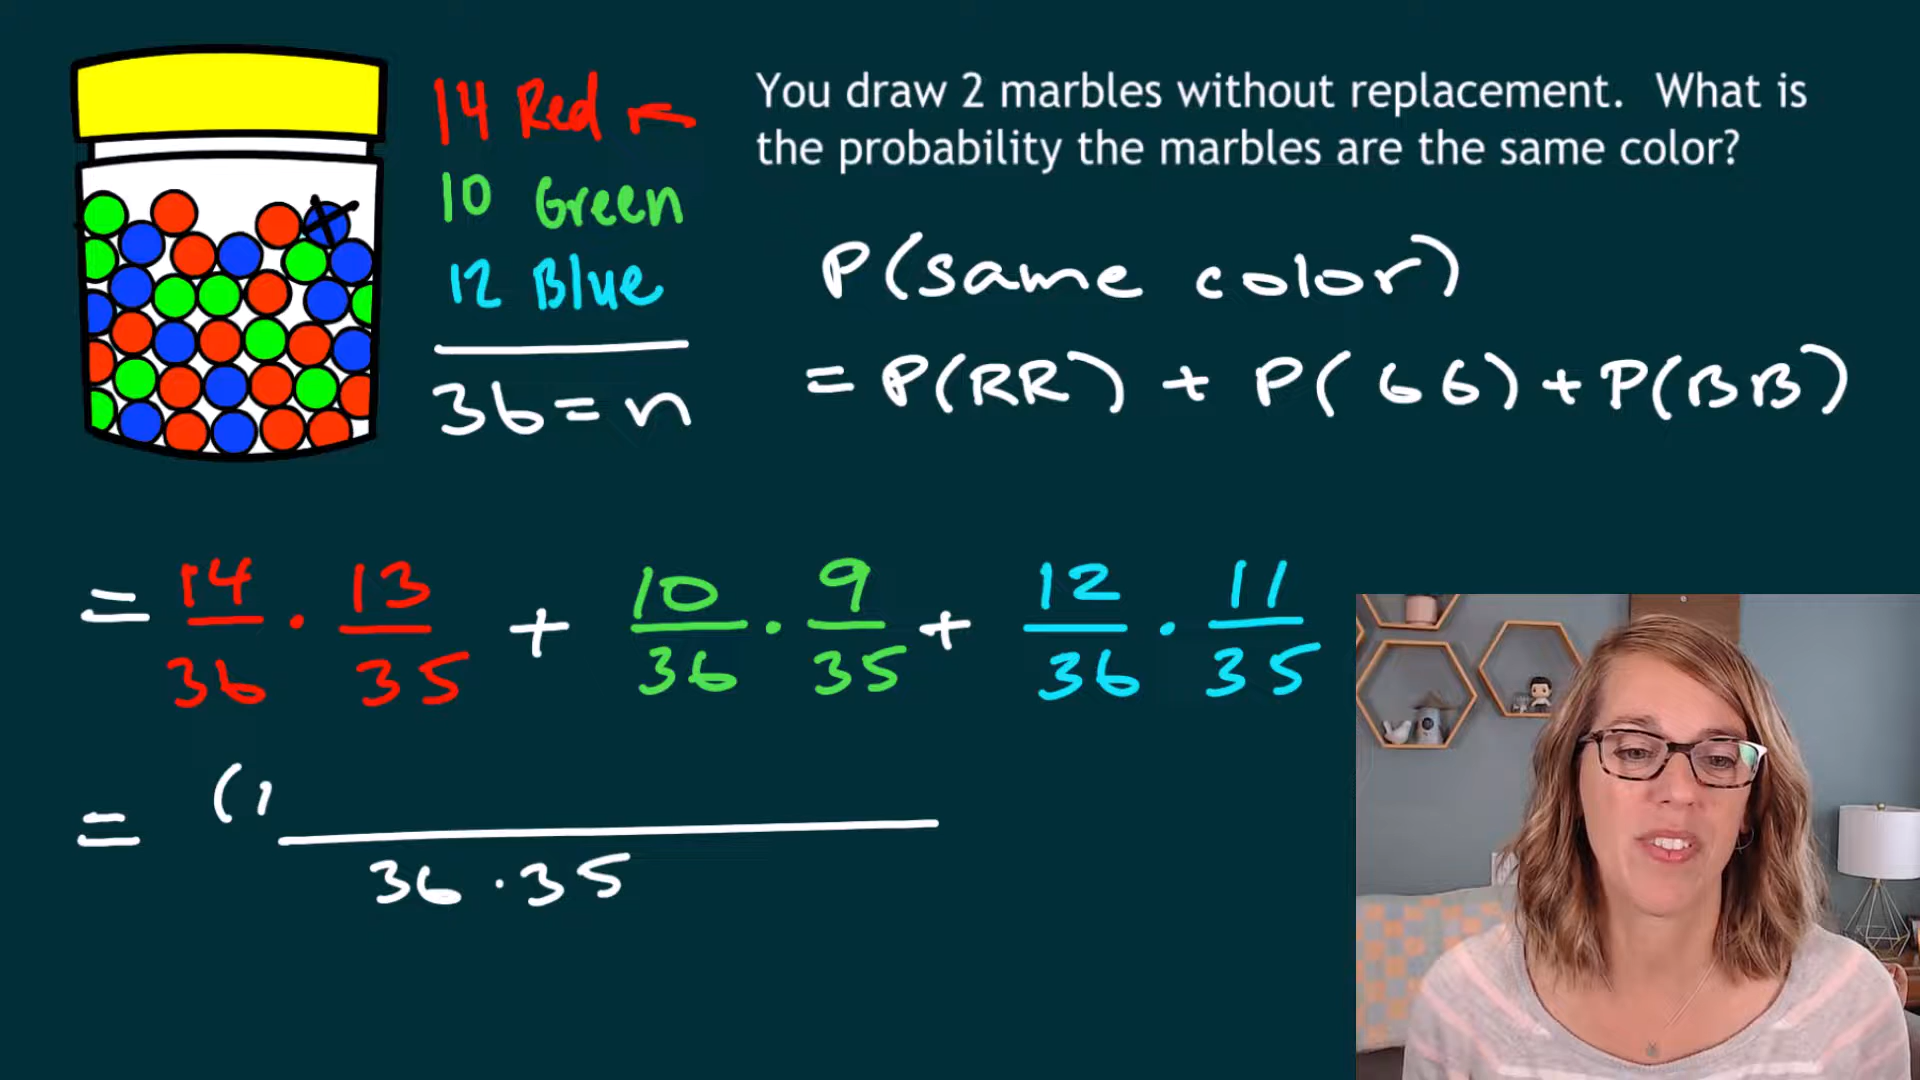 You draw 2 marbles without replacement. What is
the probability the marbles are the same color?
14 Red ←
10 Green
12 Blue
36 = n
P(same color)
= P(RR) + P(GG) + P(BB)
= 14/36 · 13/35 + 10/36 · 9/35 + 12/36 · 11/35
= (1
36 · 35